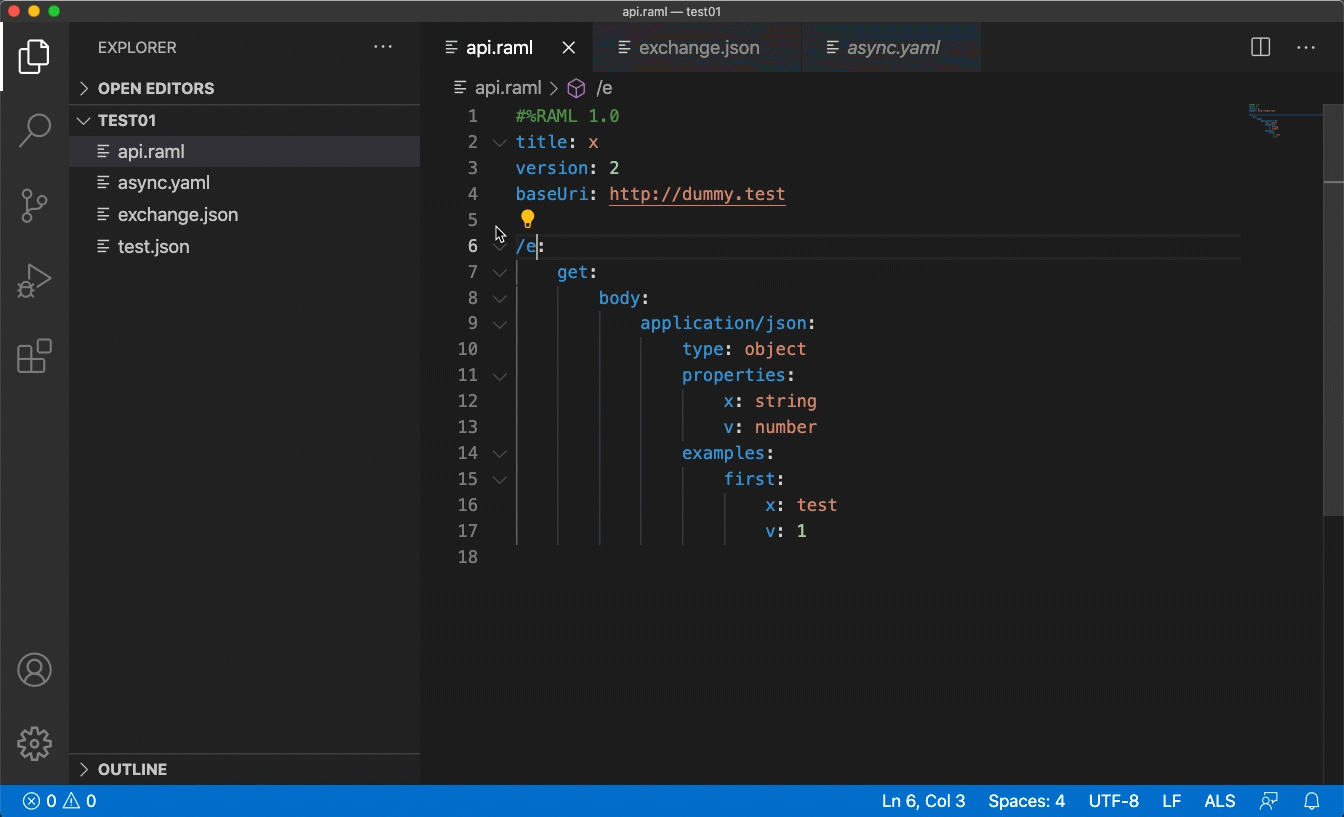 api.raml — test01
EXPLORER
OPEN EDITORS
TEST01
api.raml
async.yaml
exchange.json
test.json
OUTLINE
api.raml exchange.json async.yaml
api.raml > /e
1 #%RAML 1.0
2 title: x
3 version: 2
4 baseUri: http://dummy.test
5
6 /e:
7 get:
8 body:
9 application/json:
10 type: object
11 properties:
12 x: string
13 v: number
14 examples:
15 first:
16 x: test
17 v: 1
18
0 0 Ln 6, Col 3 Spaces: 4 UTF-8 LF ALS